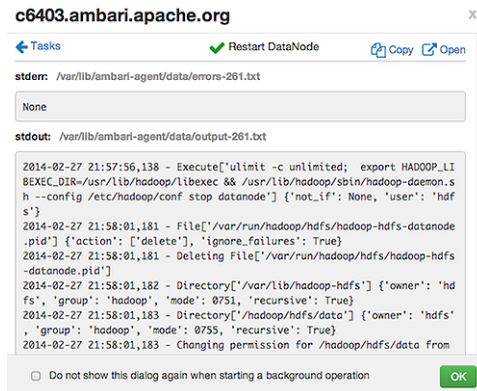 c6403.ambari.apache.org x
Tasks Restart DataNode Copy Open
stderr: /var/lib/ambari-agent/data/errors-261.txt
None
stdout: /var/lib/ambari-agent/data/output-261.txt
2014-02-27 21:57:56,138 - Execute['ulimit -c unlimited;  export HADOOP_LI
BEXEC_DIR=/usr/lib/hadoop/libexec && /usr/lib/hadoop/sbin/hadoop-daemon.s
h --config /etc/hadoop/conf stop datanode'] {'not_if': None, 'user': 'hdf
s'}
2014-02-27 21:58:01,181 - File['/var/run/hadoop/hdfs/hadoop-hdfs-datanode
.pid'] {'action': ['delete'], 'ignore_failures': True}
2014-02-27 21:58:01,181 - Deleting File['/var/run/hadoop/hdfs/hadoop-hdfs
-datanode.pid']
2014-02-27 21:58:01,182 - Directory['/var/lib/hadoop-hdfs'] {'owner': 'hd
fs', 'group': 'hadoop', 'mode': 0751, 'recursive': True}
2014-02-27 21:58:01,183 - Directory['/hadoop/hdfs/data'] {'owner': 'hdfs'
, 'group': 'hadoop', 'mode': 0755, 'recursive': True}
2014-02-27 21:58:01,183 - Changing permission for /hadoop/hdfs/data from
Do not show this dialog again when starting a background operation OK